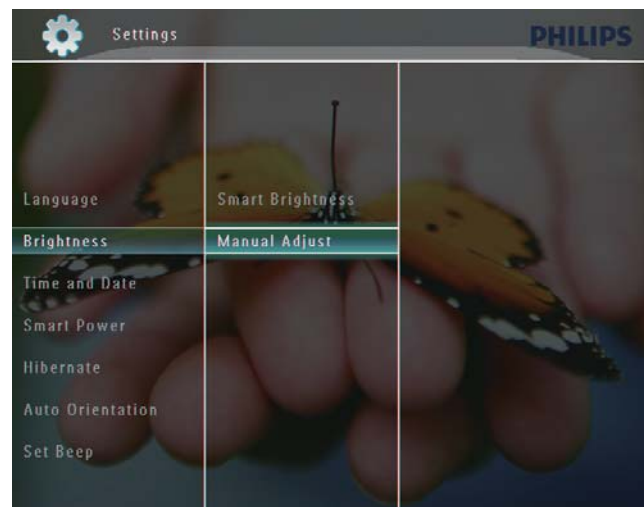 Settings
PHILIPS
Language
Smart Brightness
Brightness
Manual Adjust
Time and Date
Smart Power
Hibernate
Auto Orientation
Set Beep